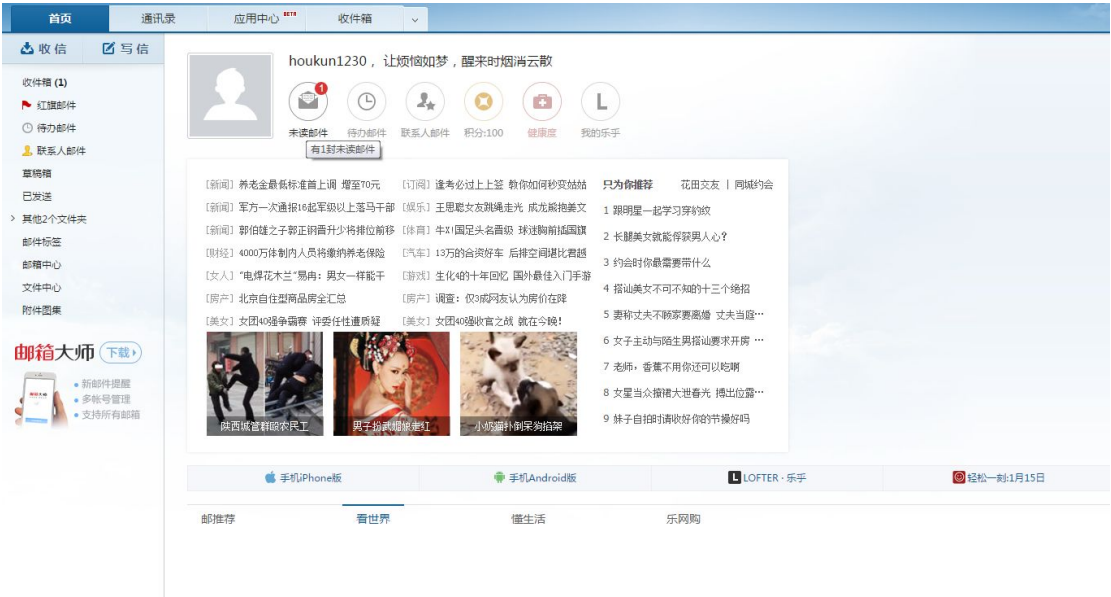 首页
通讯录
应用中心 BETA
收件箱
收信
写信
收件箱 (1)
红旗邮件
待办邮件
联系人邮件
草稿箱
已发送
其他2个文件夹
邮件标签
邮箱中心
文件中心
附件图集
邮箱大师 下载
新邮件提醒
多帐号管理
支持所有邮箱
houkun1230，让烦恼如梦，醒来时烟消云散
1
L
未读邮件
待办邮件
联系人邮件
积分:100
健康度
我的乐乎
有1封未读邮件
[新闻] 养老金最低标准首上调 增至70元
[新闻] 军方一次通报16起军级以上落马干部
[新闻] 郭伯雄之子郭正钢晋升少将排位前移
[财经] 4000万体制内人员将缴纳养老保险
[女人] “电焊花木兰”易冉：男女一样能干
[房产] 北京自住型商品房全汇总
[美女] 女团40强争霸赛 评委任性遭质疑
[订阅] 逢考必过上上签 教你如何秒变姑姑
[娱乐] 王思聪女友跳绳走光 成龙熊抱姜文
[体育] 牛X!国足头名晋级 球迷胸前插国旗
[汽车] 13万的合资好车 后排空间堪比君越
[游戏] 生化4的十年回忆 国外最佳入门手游
[房产] 调查：仅3成网友认为房价在降
[美女] 女团40强收官之战 就在今晚!
陕西城管群殴农民工
男子扮武媚娘走红
小奶猫扑倒呆狗掐架
只为你推荐
花田交友 | 同城约会
1 跟明星一起学习穿豹纹
2 长腿美女就能俘获男人心?
3 约会时你最需要带什么
4 搭讪美女不可不知的十三个绝招
5 妻称丈夫不顾家要离婚 丈夫当庭…
6 女子主动与陌生男搭讪要求开房 …
7 老师，香蕉不用你还可以吃啊
8 女星当众撩裙大泄春光 搏出位露…
9 妹子自拍时请收好你的节操好吗
手机iPhone版
手机Android版
L LOFTER · 乐乎
轻松一刻:1月15日
邮推荐
看世界
懂生活
乐网购